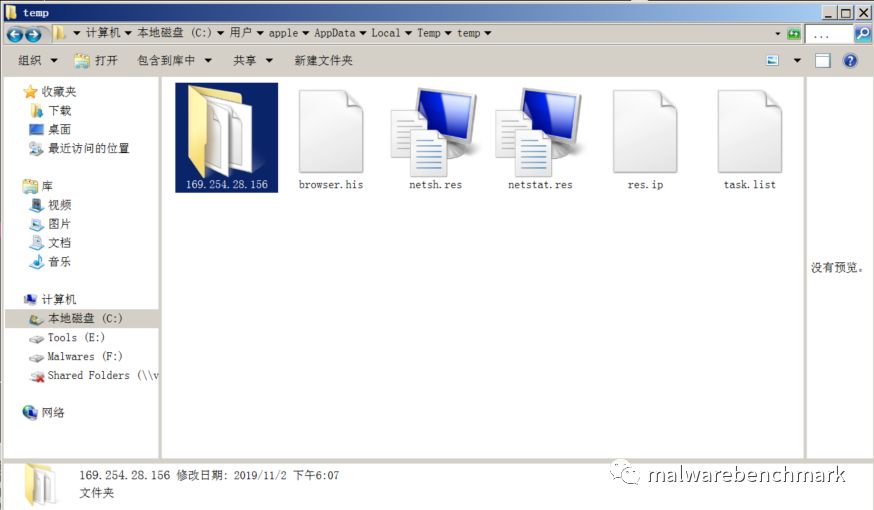 temp
计算机 本地磁盘 (C:) 用户 apple AppData Local Temp temp ...
组织 打开 包含到库中 共享 新建文件夹
收藏夹
下载
桌面
最近访问的位置
库
视频
图片
文档
音乐
计算机
本地磁盘 (C:)
Tools (E:)
Malwares (F:)
Shared Folders (\\v
网络
169.254.28.156 browser.his netsh.res netstat.res res.ip task.list
没有预览。
169.254.28.156 修改日期: 2019/11/2 下午6:07
文件夹
malwarebenchmark